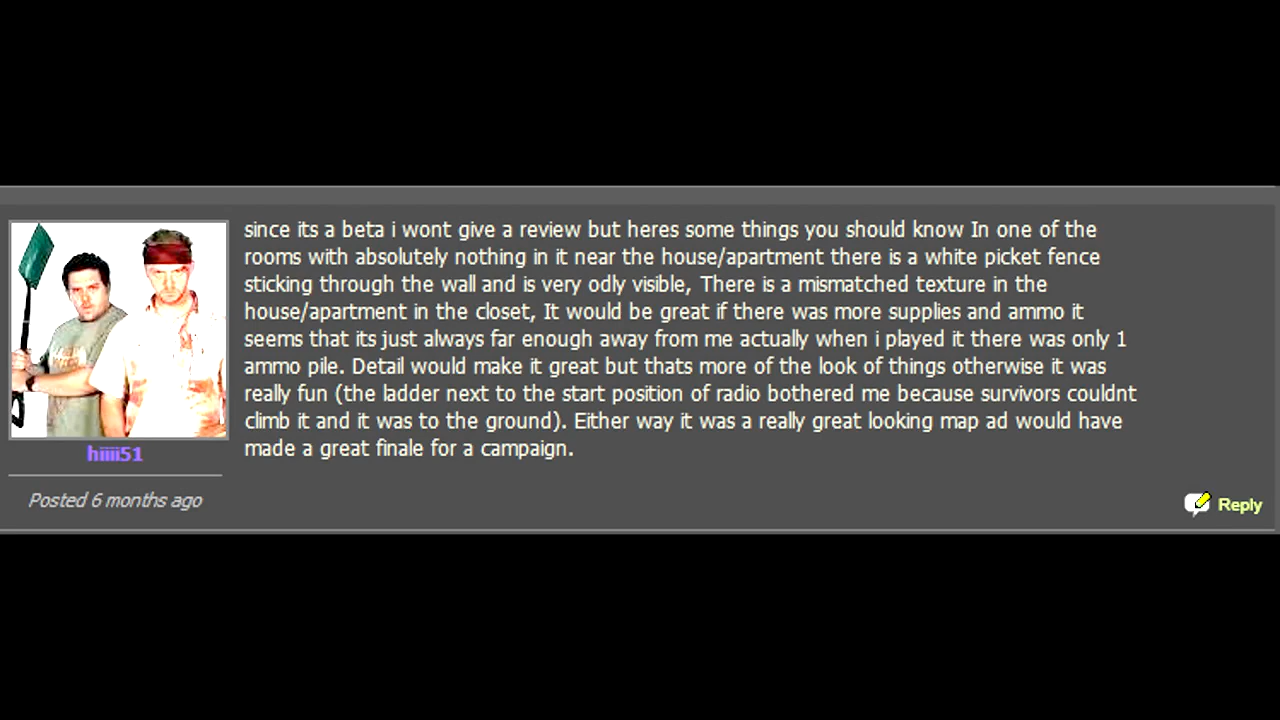 since its a beta i wont give a review but heres some things you should know In one of the
rooms with absolutely nothing in it near the house/apartment there is a white picket fence
sticking through the wall and is very odly visible, There is a mismatched texture in the
house/apartment in the closet, It would be great if there was more supplies and ammo it
seems that its just always far enough away from me actually when i played it there was only 1
ammo pile. Detail would make it great but thats more of the look of things otherwise it was
really fun (the ladder next to the start position of radio bothered me because survivors couldnt
climb it and it was to the ground). Either way it was a really great looking map ad would have
made a great finale for a campaign.
hiiii51
Posted 6 months ago
Reply